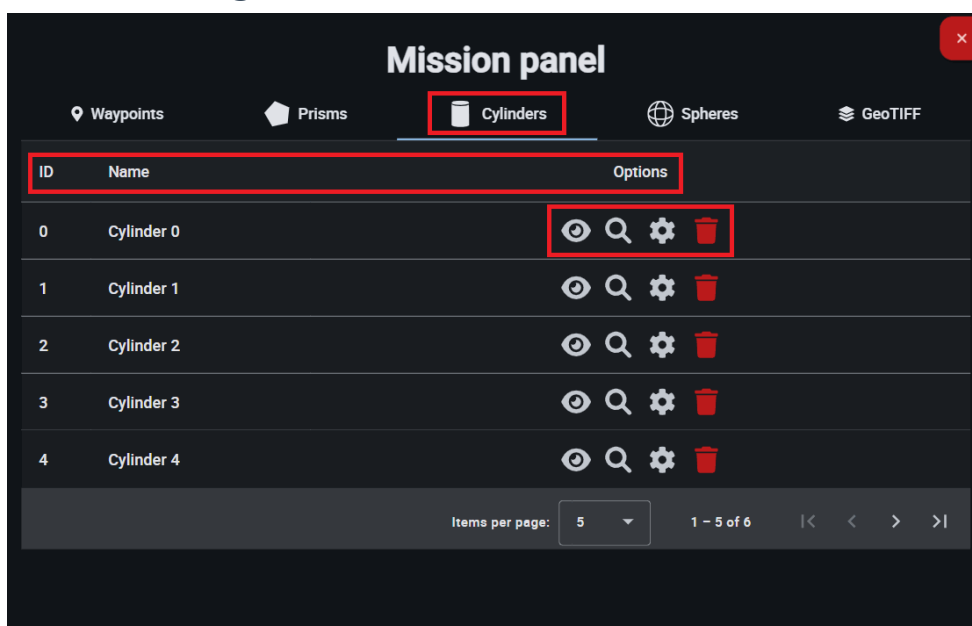 Mission panel
Waypoints Prisms Cylinders Spheres GeoTIFF
ID Name Options
0 Cylinder 0
1 Cylinder 1
2 Cylinder 2
3 Cylinder 3
4 Cylinder 4
Items per page: 5 1 – 5 of 6